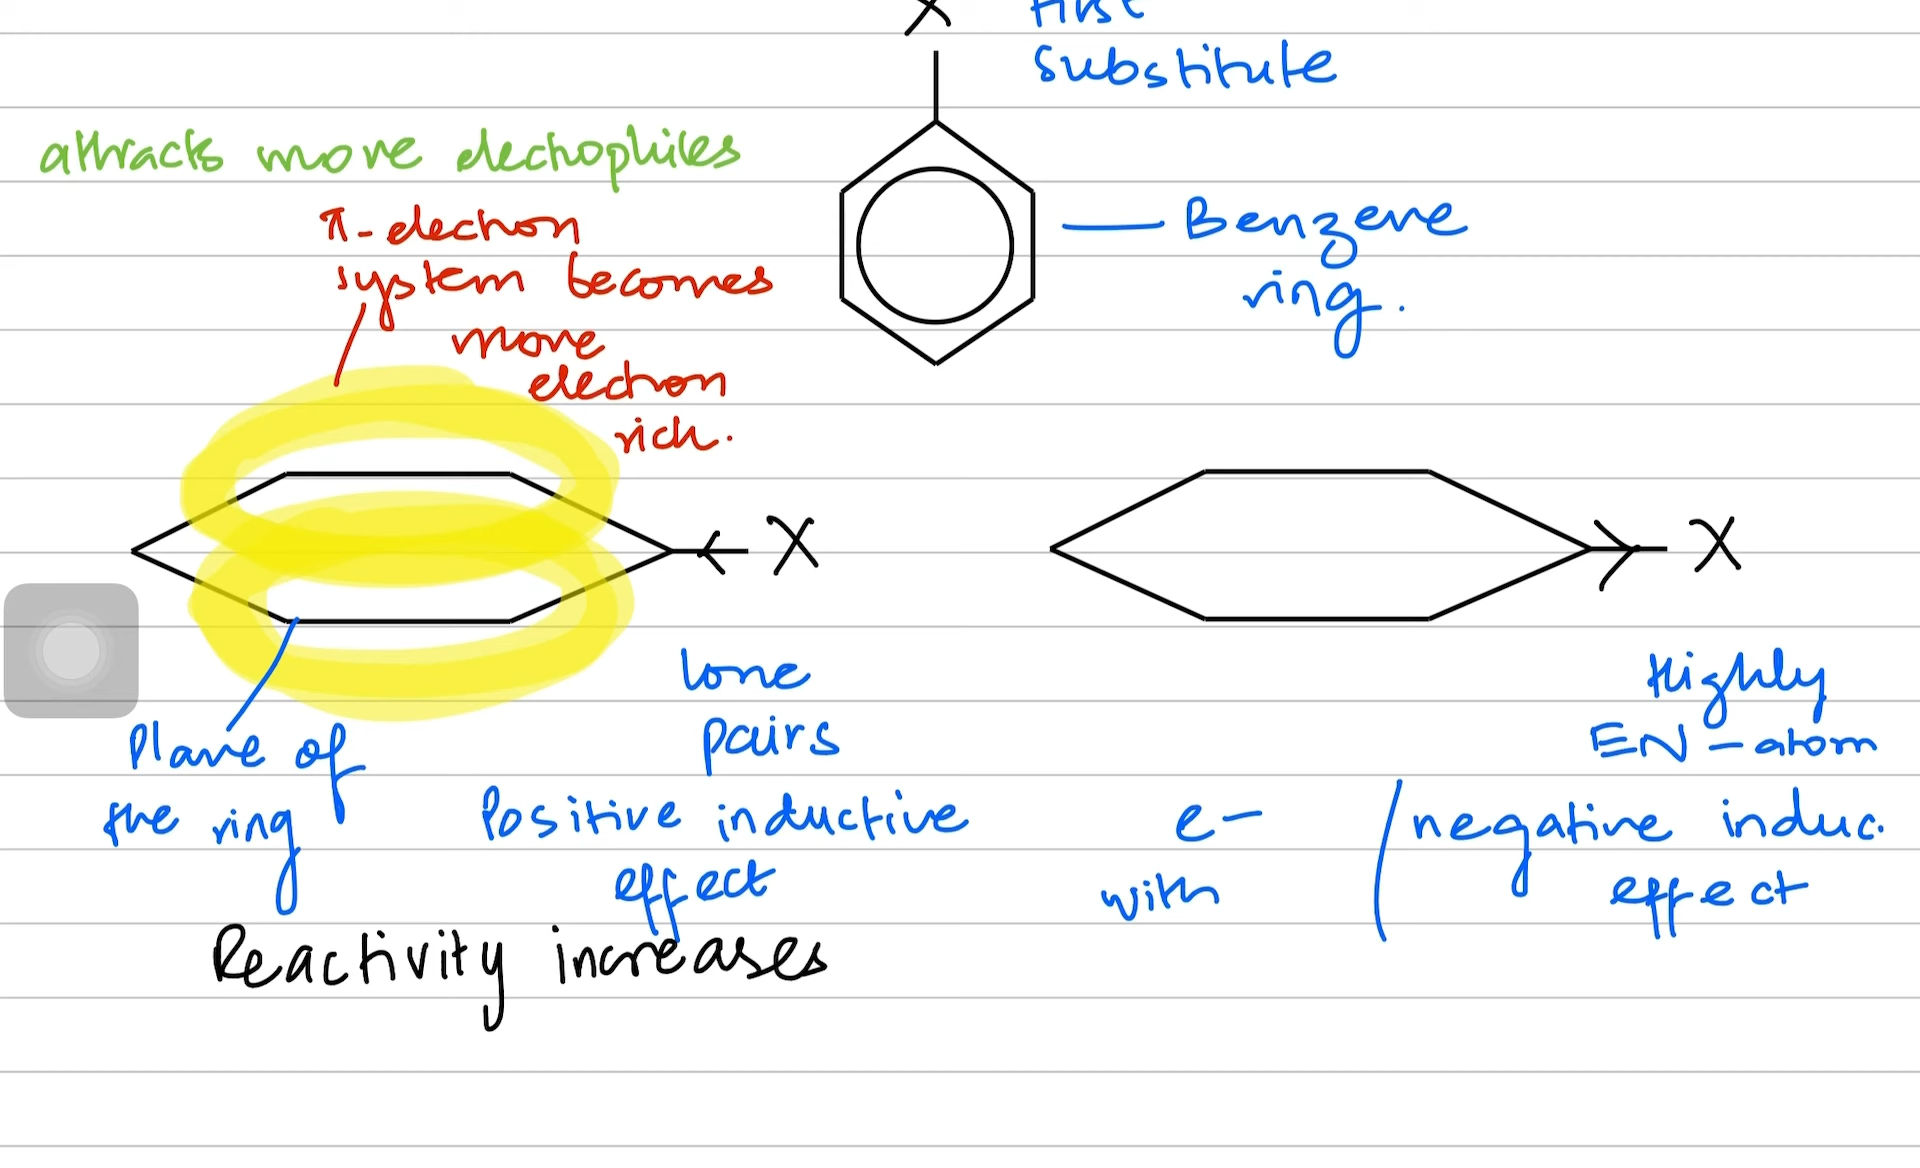 X First
substitute
attracts more electrophiles
π-electron
system becomes
more
electron
rich.
Benzene
ring.
X
X
lone
pairs
Highly
EN-atom
Plane of
the ring
Positive inductive
effect
e-
with
negative induc.
effect
Reactivity increases